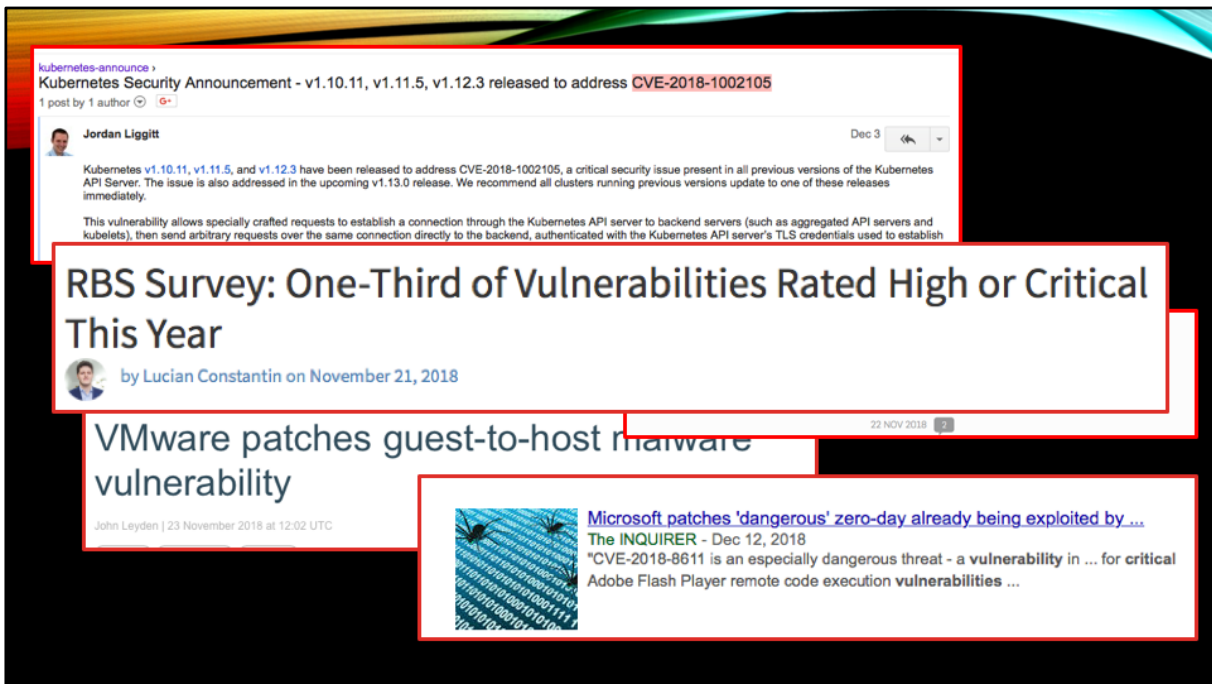 kubernetes-announce ›
Kubernetes Security Announcement - v1.10.11, v1.11.5, v1.12.3 released to address CVE-2018-1002105
1 post by 1 author
G+
Jordan Liggitt
Dec 3
Kubernetes v1.10.11, v1.11.5, and v1.12.3 have been released to address CVE-2018-1002105, a critical security issue present in all previous versions of the Kubernetes
API Server. The issue is also addressed in the upcoming v1.13.0 release. We recommend all clusters running previous versions update to one of these releases
immediately.
This vulnerability allows specially crafted requests to establish a connection through the Kubernetes API server to backend servers (such as aggregated API servers and
kubelets), then send arbitrary requests over the same connection directly to the backend, authenticated with the Kubernetes API server's TLS credentials used to establish
RBS Survey: One-Third of Vulnerabilities Rated High or Critical
This Year
by Lucian Constantin on November 21, 2018
22 NOV 2018 2
VMware patches guest-to-host malware
vulnerability
John Leyden | 23 November 2018 at 12:02 UTC
Microsoft patches 'dangerous' zero-day already being exploited by ...
The INQUIRER - Dec 12, 2018
"CVE-2018-8611 is an especially dangerous threat - a vulnerability in ... for critical
Adobe Flash Player remote code execution vulnerabilities ...